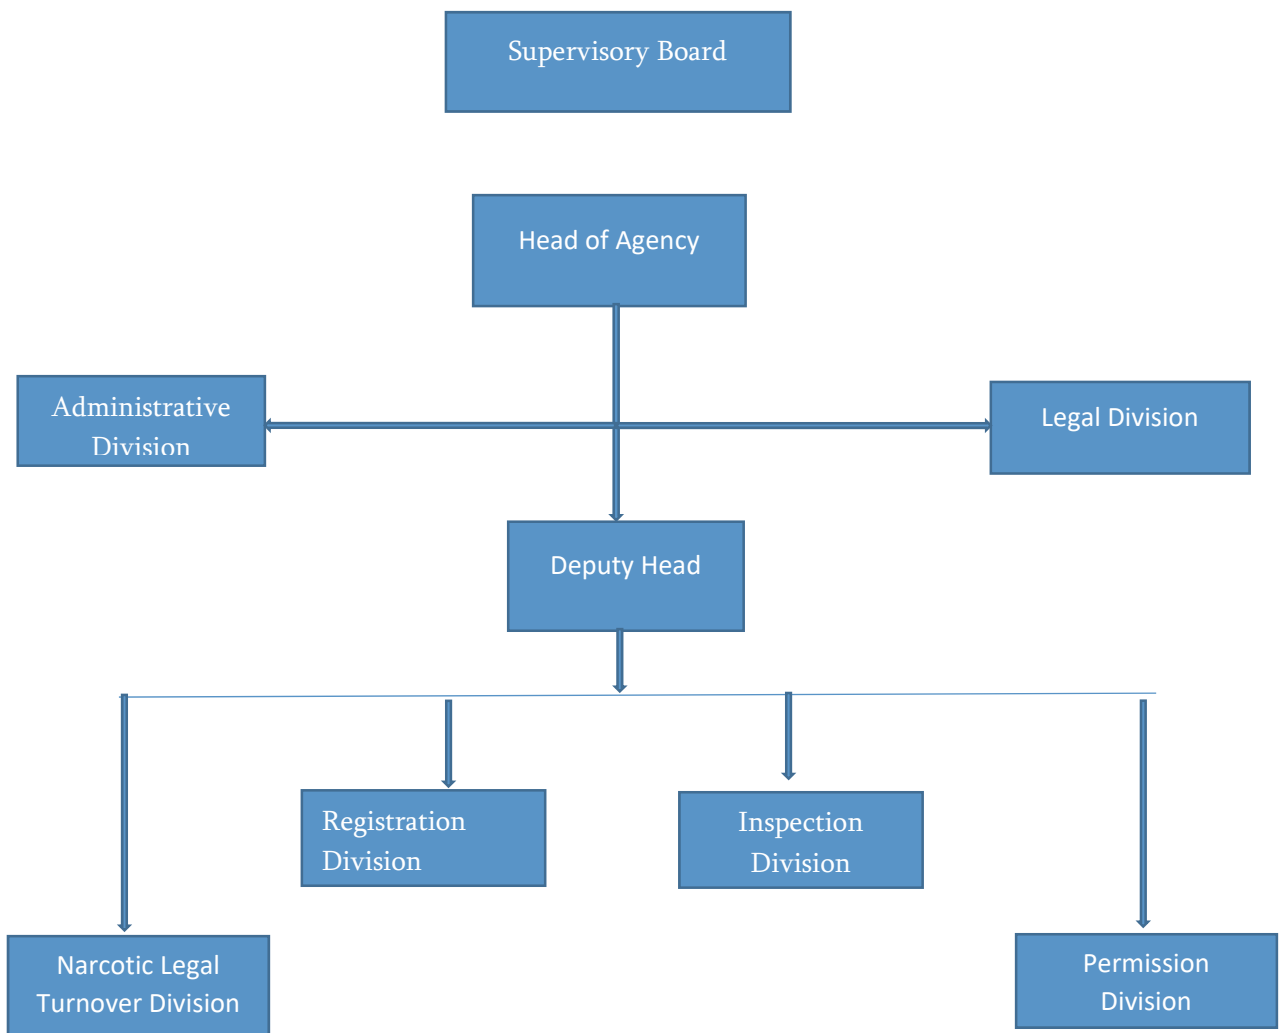 Supervisory Board
Head of Agency
Administrative
Division
Legal Division
Deputy Head
Registration
Division
Inspection
Division
Narcotic Legal
Turnover Division
Permission
Division